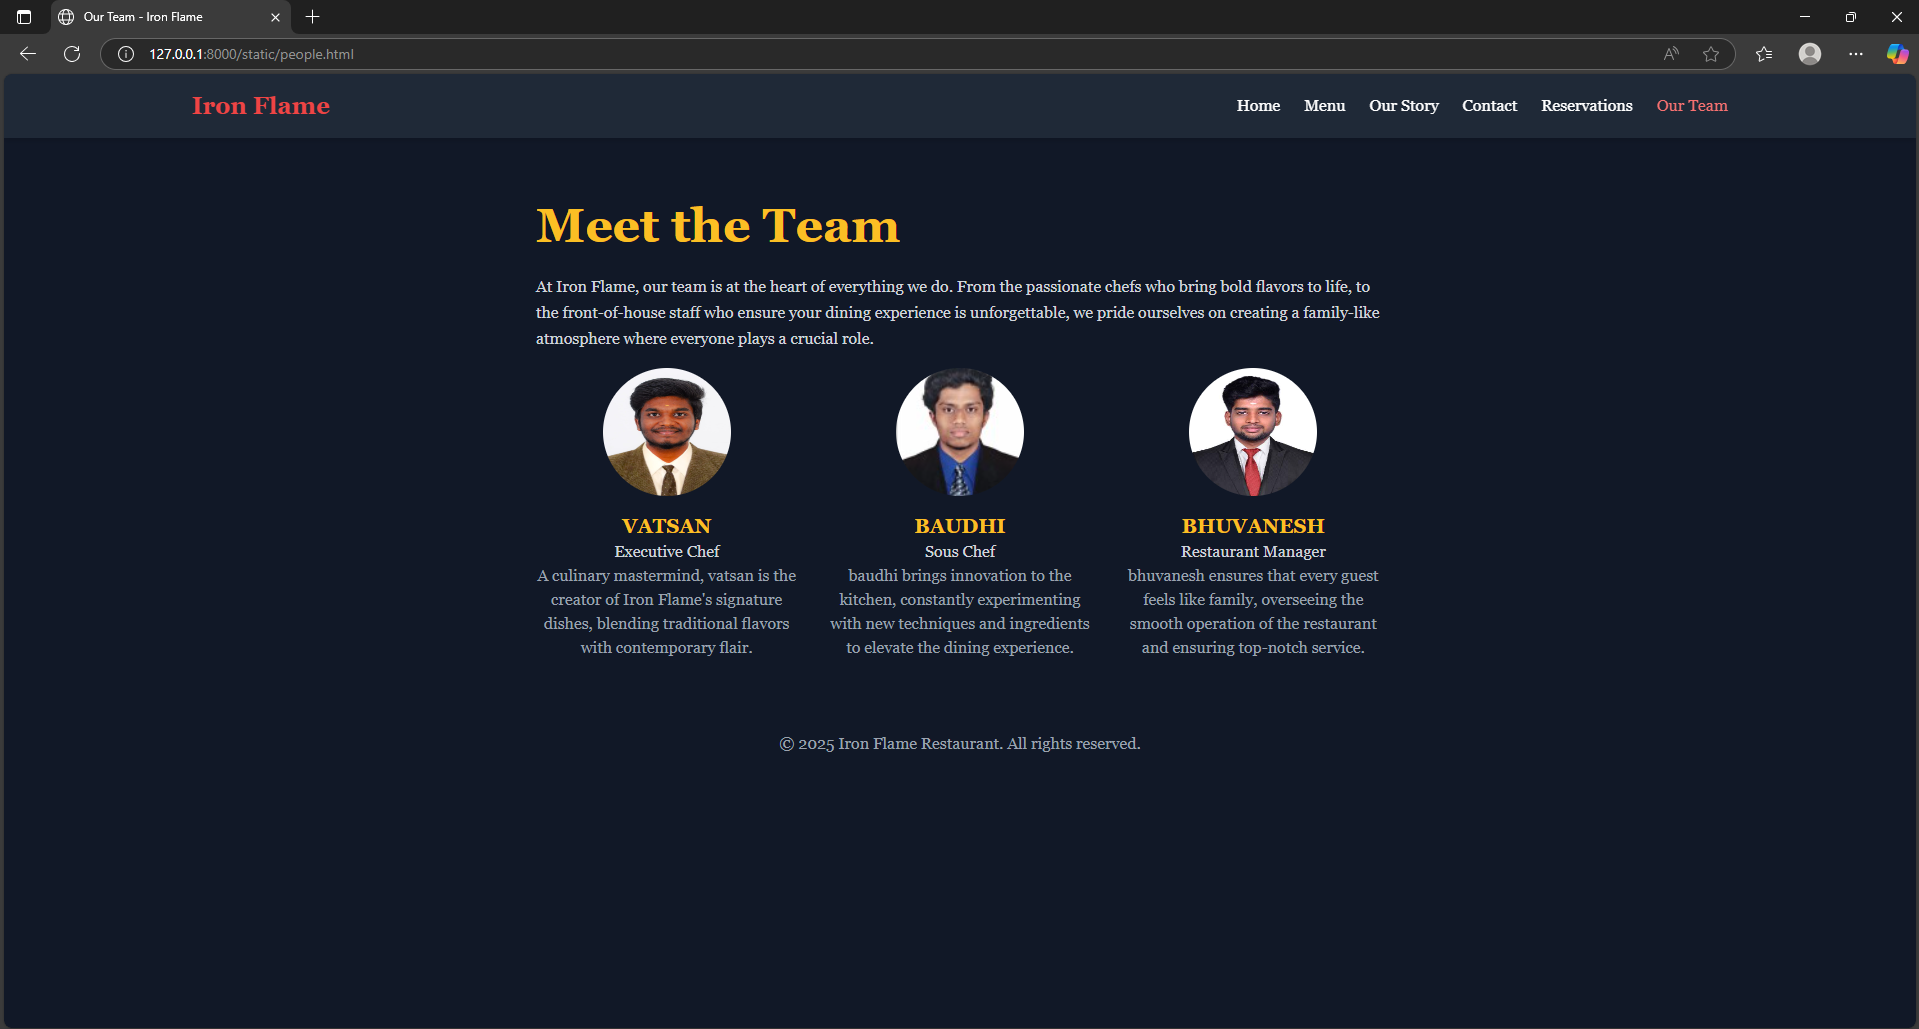 Our Team - Iron Flame
127.0.0.1:8000/static/people.html
Iron Flame
Home Menu Our Story Contact Reservations Our Team
Meet the Team
At Iron Flame, our team is at the heart of everything we do. From the passionate chefs who bring bold flavors to life, to
the front-of-house staff who ensure your dining experience is unforgettable, we pride ourselves on creating a family-like
atmosphere where everyone plays a crucial role.
VATSAN
Executive Chef
A culinary mastermind, vatsan is the
creator of Iron Flame's signature
dishes, blending traditional flavors
with contemporary flair.
BAUDHI
Sous Chef
baudhi brings innovation to the
kitchen, constantly experimenting
with new techniques and ingredients
to elevate the dining experience.
BHUVANESH
Restaurant Manager
bhuvanesh ensures that every guest
feels like family, overseeing the
smooth operation of the restaurant
and ensuring top-notch service.
© 2025 Iron Flame Restaurant. All rights reserved.